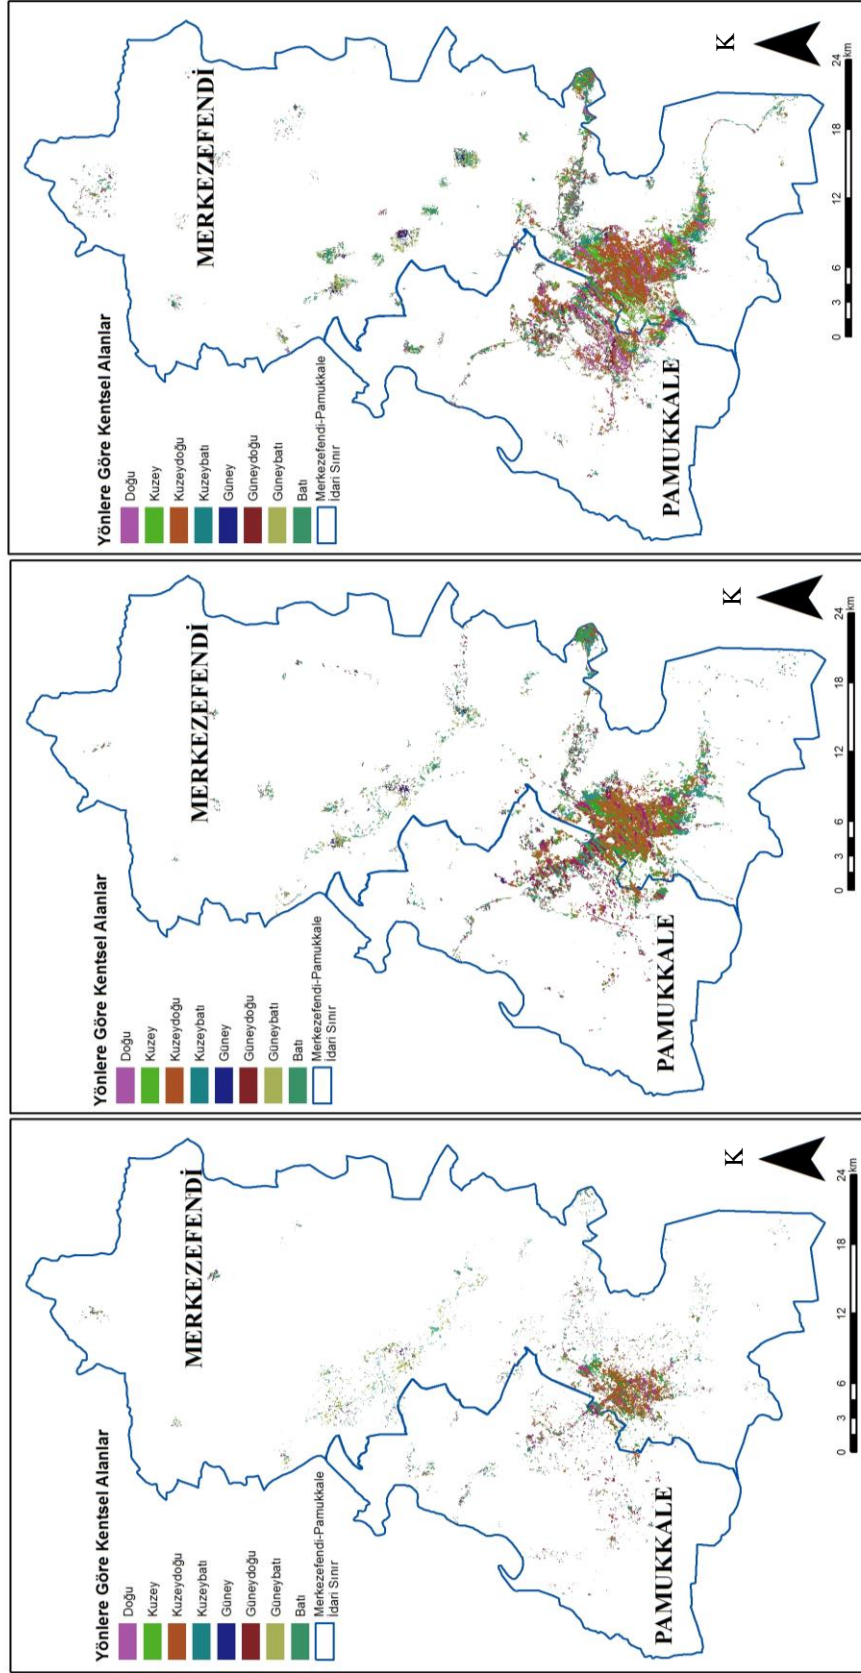 Yönlere Göre Kentsel Alanlar
Doğu
Kuzey
Kuzeydoğu
Kuzeybatı
Güney
Güneydoğu
Güneybatı
Batı
Merkezefendi-Pamukkale
İdari Sınır
MERKEZEFENDİ
PAMUKKALE
K
0 3 6 12 18 24
km
Yönlere Göre Kentsel Alanlar
Doğu
Kuzey
Kuzeydoğu
Kuzeybatı
Güney
Güneydoğu
Güneybatı
Batı
Merkezefendi-Pamukkale
İdari Sınır
MERKEZEFENDİ
PAMUKKALE
K
0 3 6 12 18 24
km
Yönlere Göre Kentsel Alanlar
Doğu
Kuzey
Kuzeydoğu
Kuzeybatı
Güney
Güneydoğu
Güneybatı
Batı
Merkezefendi-Pamukkale
İdari Sınır
MERKEZEFENDİ
PAMUKKALE
K
0 3 6 12 18 24
km